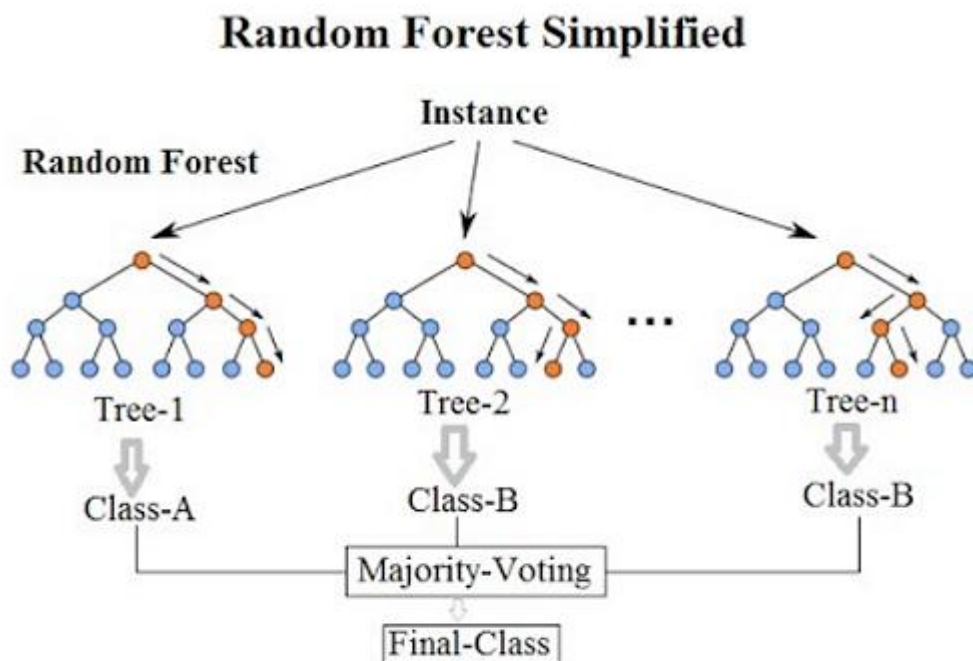 Random Forest Simplified
Instance
Random Forest
...
Tree-1
Tree-2
Tree-n
Class-A
Class-B
Class-B
Majority-Voting
Final-Class